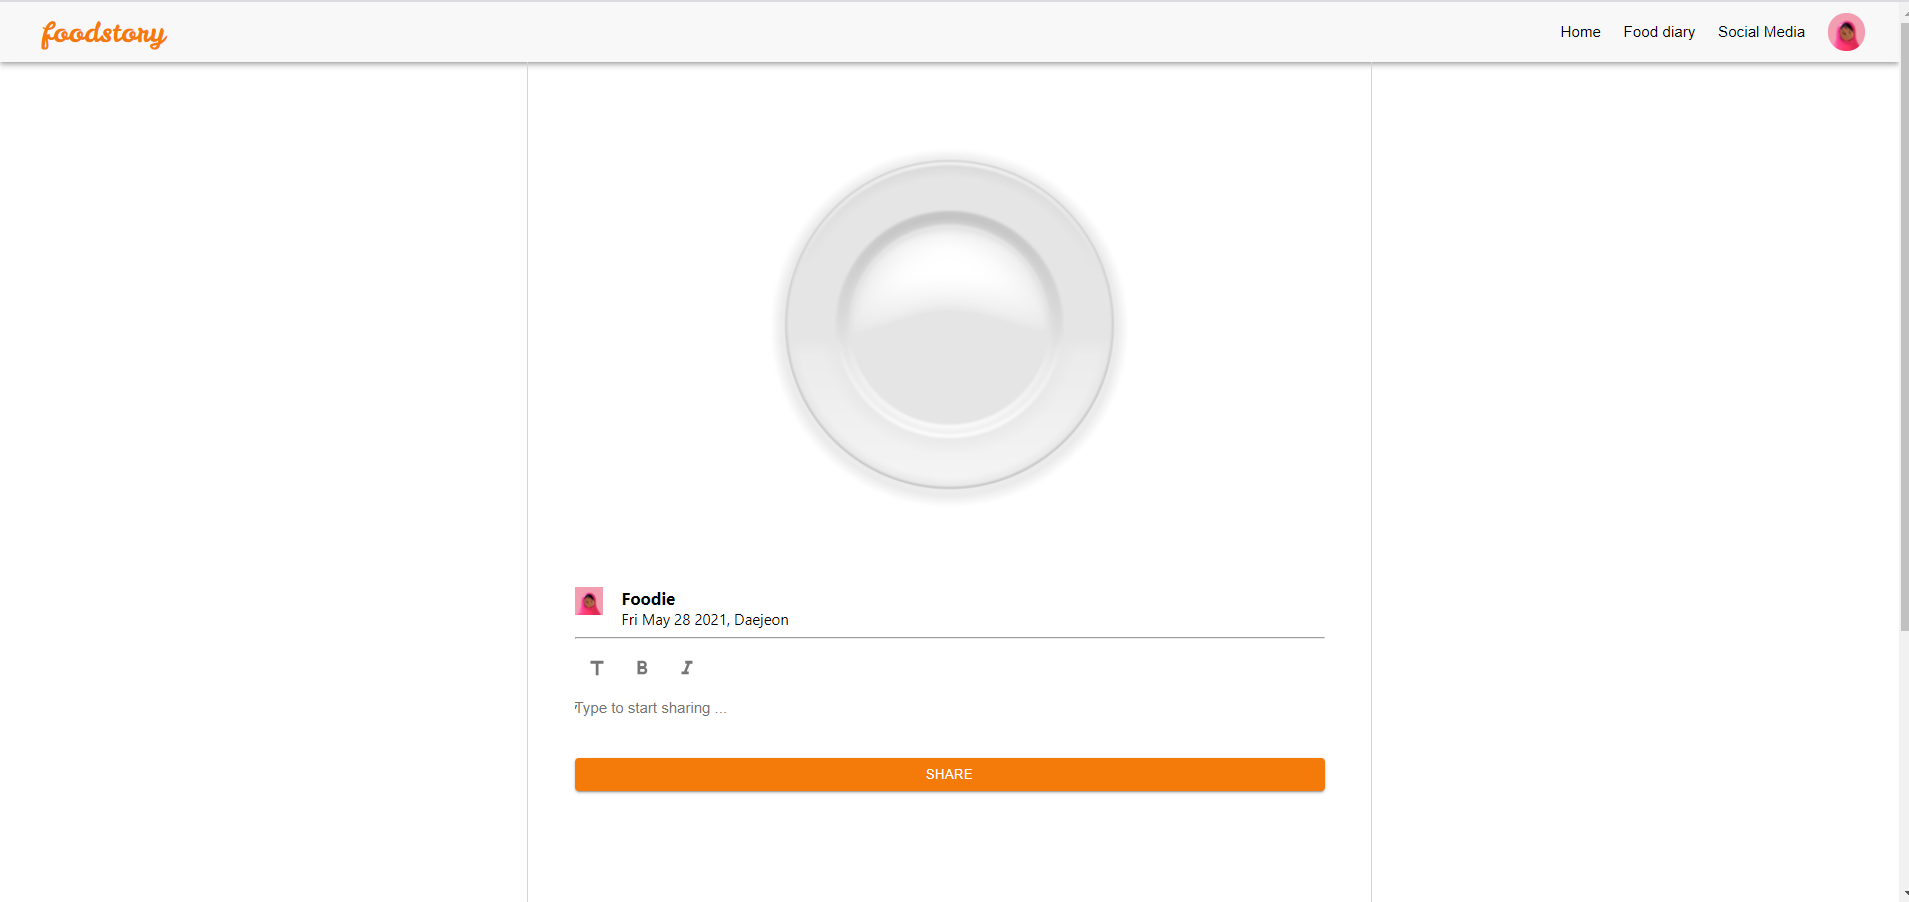 foodstory
Home Food diary Social Media
Foodie
Fri May 28 2021, Daejeon
T B I
Type to start sharing ...
SHARE